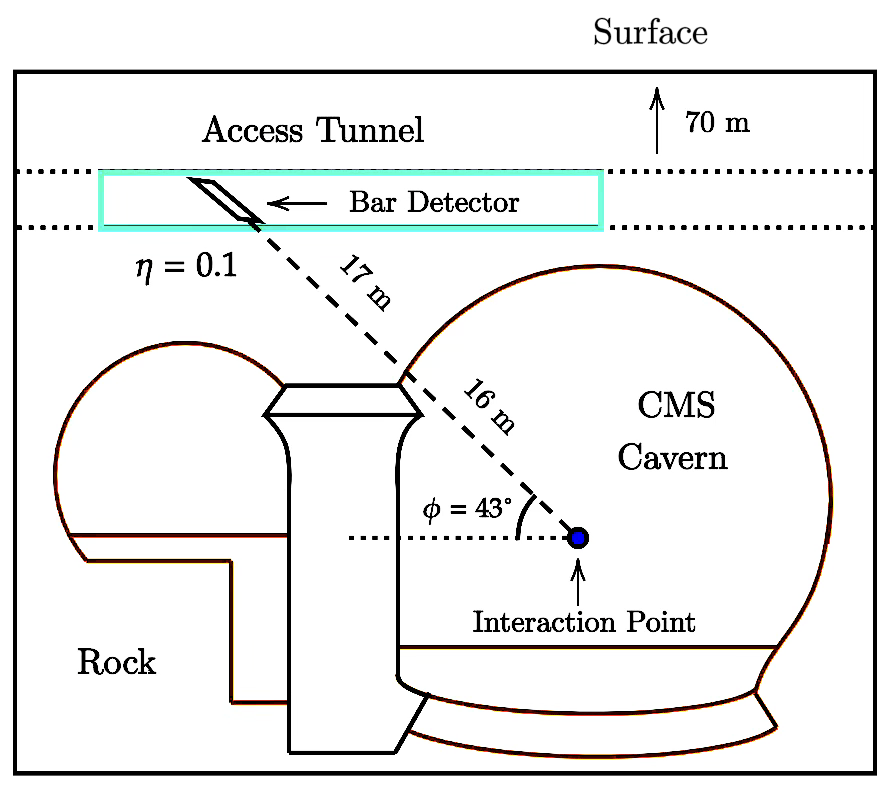 Surface
70 m
Access Tunnel
Bar Detector
η = 0.1
17 m
16 m
CMS
Cavern
ϕ = 43°
Interaction Point
Rock